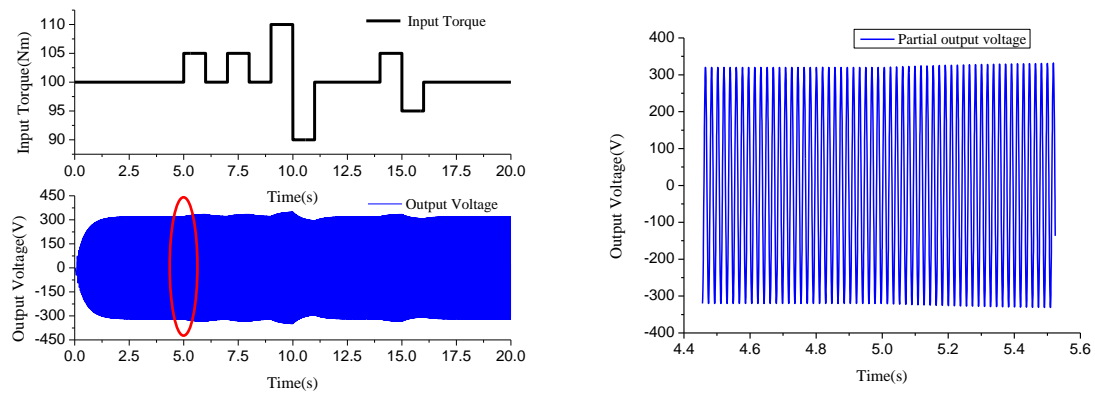 Input Torque(Nm)
110
105
100
95
90
Input Torque
0.0 2.5 5.0 7.5 10.0 12.5 15.0 17.5 20.0
Time(s)
Output Voltage(V)
450
300
150
0
-150
-300
-450
Output Voltage
0.0 2.5 5.0 7.5 10.0 12.5 15.0 17.5 20.0
Time(s)
Output Voltage(V)
400
300
200
100
0
-100
-200
-300
-400
Partial output voltage
4.4 4.6 4.8 5.0 5.2 5.4 5.6
Time(s)